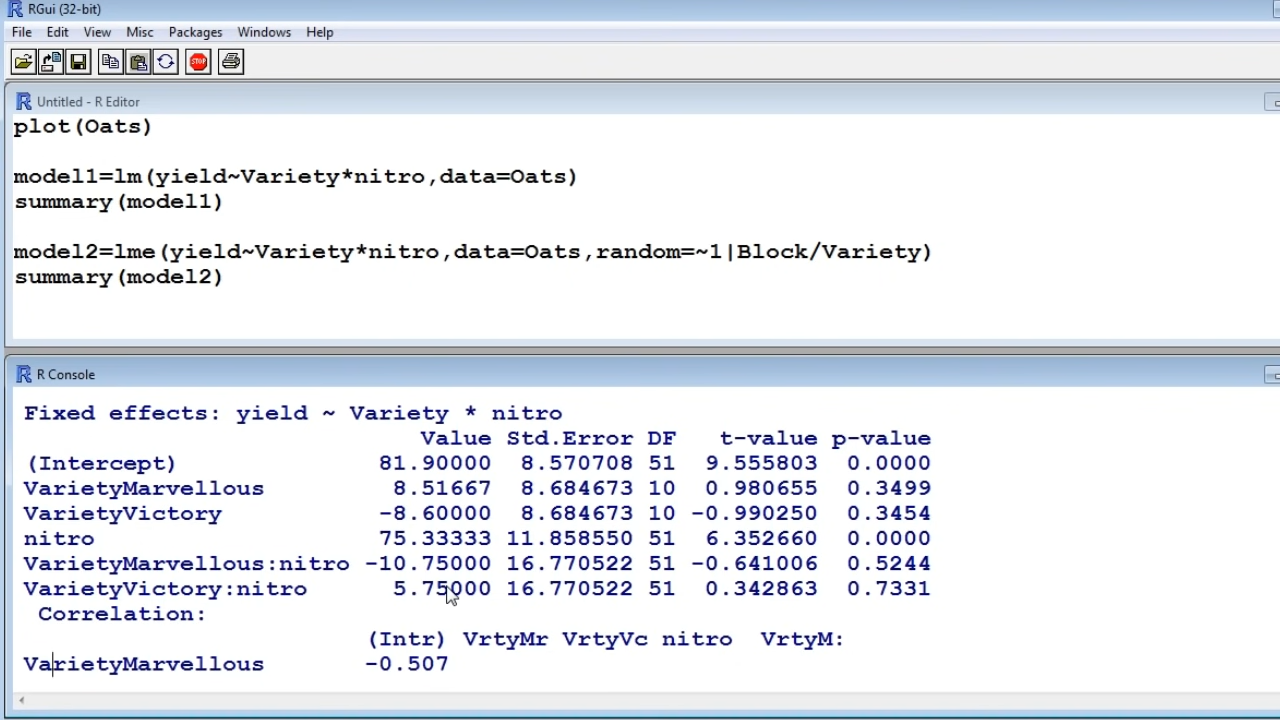 RGui (32-bit)
File Edit View Misc Packages Windows Help
STOP
Untitled - R Editor
plot(Oats)
model1=lm(yield~Variety*nitro,data=Oats)
summary(model1)
model2=lme(yield~Variety*nitro,data=Oats,random=~1|Block/Variety)
summary(model2)
R Console
Fixed effects: yield ~ Variety * nitro
Value Std.Error DF t-value p-value
(Intercept) 81.90000 8.570708 51 9.555803 0.0000
VarietyMarvellous 8.51667 8.684673 10 0.980655 0.3499
VarietyVictory -8.60000 8.684673 10 -0.990250 0.3454
nitro 75.33333 11.858550 51 6.352660 0.0000
VarietyMarvellous:nitro -10.75000 16.770522 51 -0.641006 0.5244
VarietyVictory:nitro 5.75000 16.770522 51 0.342863 0.7331
Correlation:
(Intr) VrtyMr VrtyVc nitro VrtyM:
VarietyMarvellous -0.507